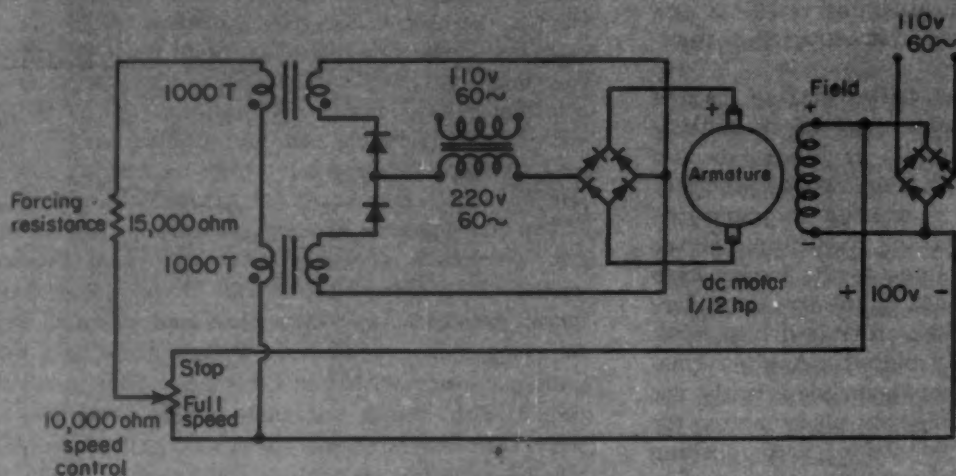 110v
60~
Field
+
-
+ 100v -
1000 T
110v
60~
220v
60~
+
Armature
-
dc motor
1/12 hp
Forcing
resistance
15,000 ohm
1000 T
Stop
Full
speed
10,000 ohm
speed
control